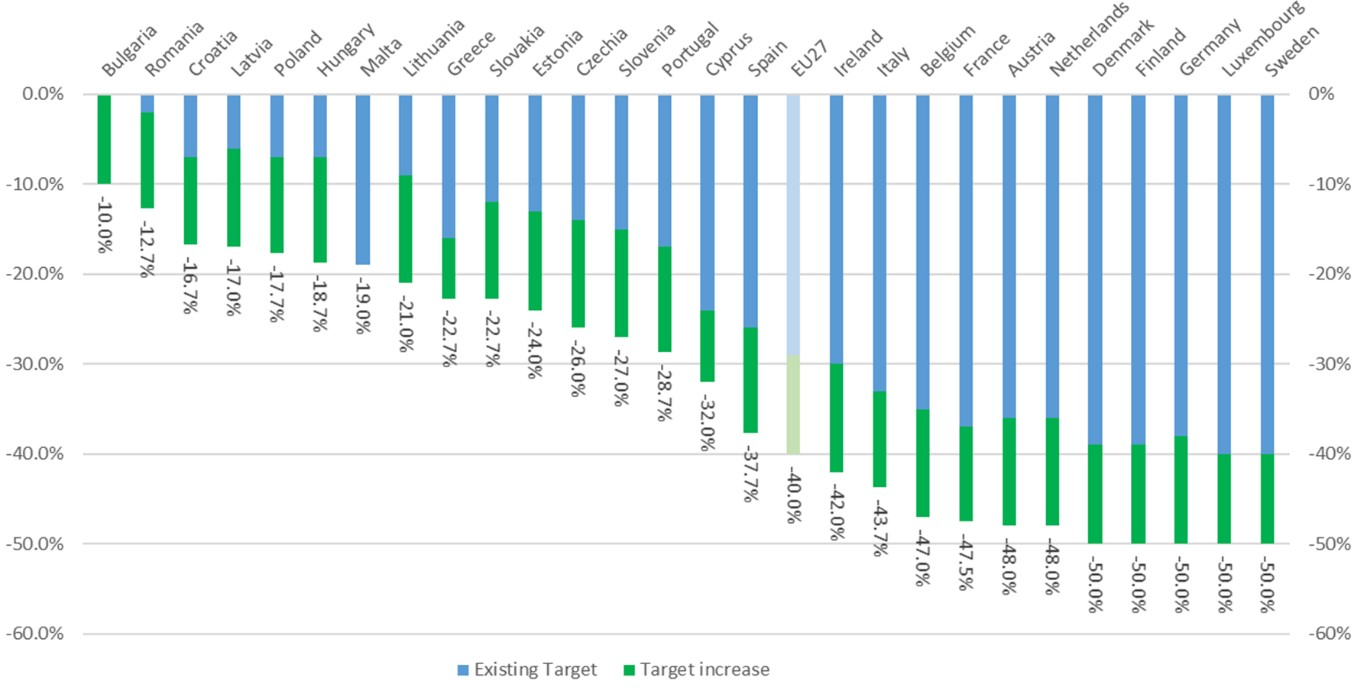 Bulgaria
Romania
Croatia
Latvia
Poland
Hungary
Malta
Lithuania
Greece
Slovakia
Estonia
Czechia
Slovenia
Portugal
Cyprus
Spain
EU27
Ireland
Italy
Belgium
France
Austria
Netherlands
Denmark
Finland
Germany
Luxembourg
Sweden
0.0%
-10.0%
-20.0%
-30.0%
-40.0%
-50.0%
-60.0%
-10.0%
-12.7%
-16.7%
-17.0%
-17.7%
-18.7%
-19.0%
-21.0%
-22.7%
-22.7%
-24.0%
-26.0%
-27.0%
-28.7%
-32.0%
-37.7%
-40.0%
-42.0%
-43.7%
-47.0%
-47.5%
-48.0%
-48.0%
-50.0%
-50.0%
-50.0%
-50.0%
-50.0%
0%
-10%
-20%
-30%
-40%
-50%
-60%
Existing Target
Target increase